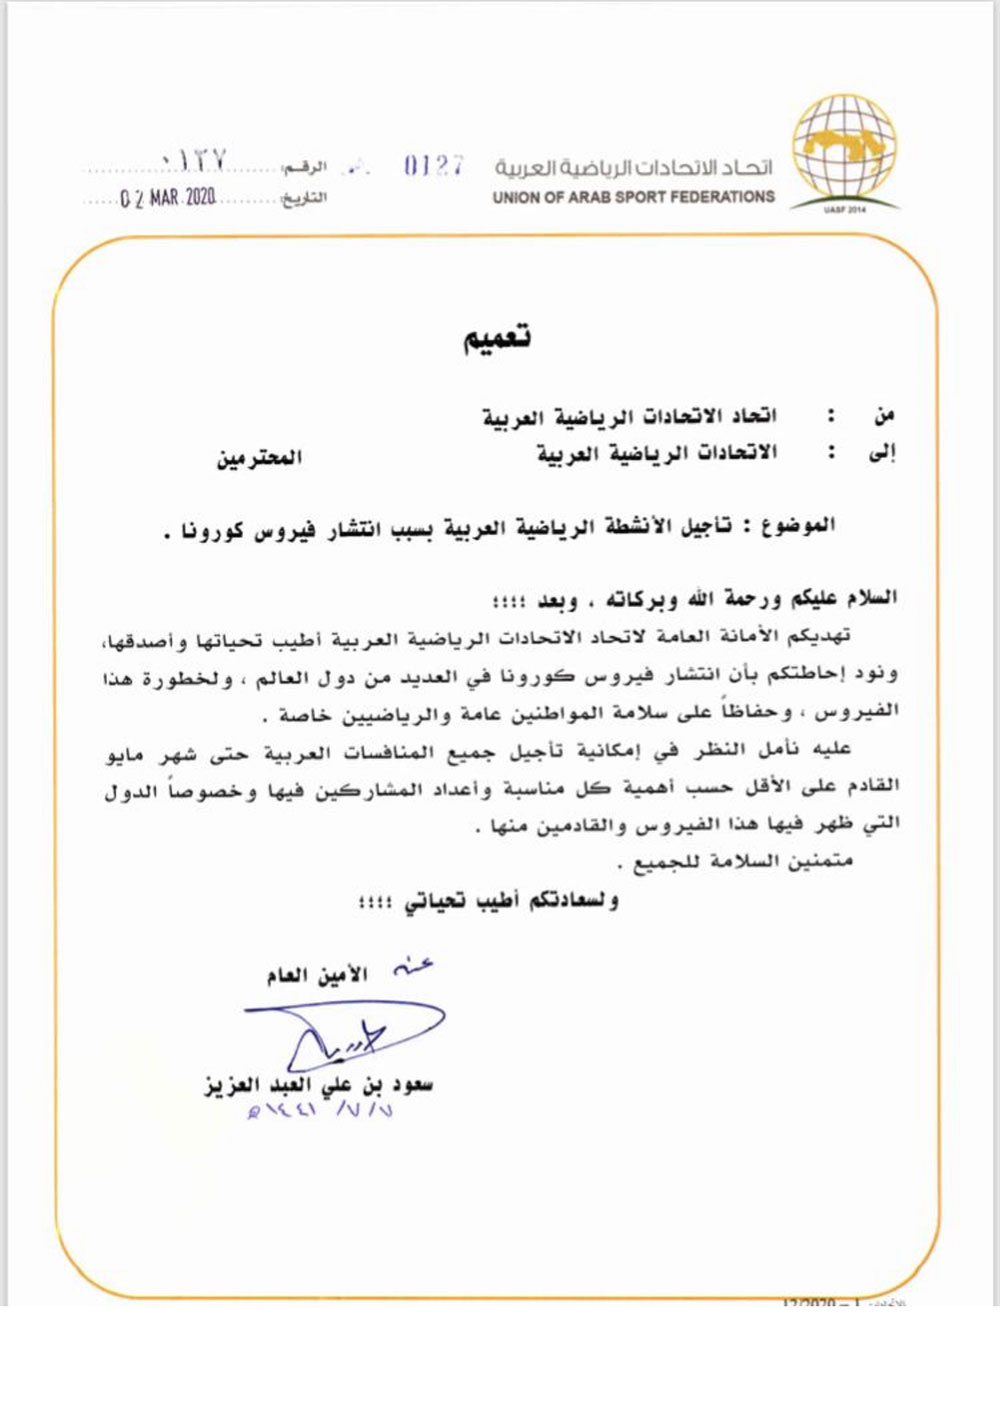 اتحاد الاتحادات الرياضية العربية
UNION OF ARAB SPORT FEDERATIONS
UASF 2014
0127
الرقم: ٠١٢٧
التاريخ: 02 MAR 2020
تعميم
من : اتحاد الاتحادات الرياضية العربية
إلى : الاتحادات الرياضية العربية المحترمين
الموضوع : تأجيل الأنشطة الرياضية العربية بسبب انتشار فيروس كورونا .
السلام عليكم ورحمة الله وبركاته ، وبعد ؛؛؛؛
تهديكم الأمانة العامة لاتحاد الاتحادات الرياضية العربية أطيب تحياتها وأصدقها،
ونود إحاطتكم بأن انتشار فيروس كورونا في العديد من دول العالم ، ولخطورة هذا
الفيروس ، وحفاظاً على سلامة المواطنين عامة والرياضيين خاصة .
عليه نأمل النظر في إمكانية تأجيل جميع المنافسات العربية حتى شهر مايو
القادم على الأقل حسب أهمية كل مناسبة وأعداد المشاركين فيها وخصوصاً الدول
التي ظهر فيها هذا الفيروس والقادمين منها .
متمنين السلامة للجميع .
ولسعادتكم أطيب تحياتي ؛؛؛؛
عنه الأمين العام
سعود بن علي العبد العزيز
٧/٧/ ١٤٤١هـ